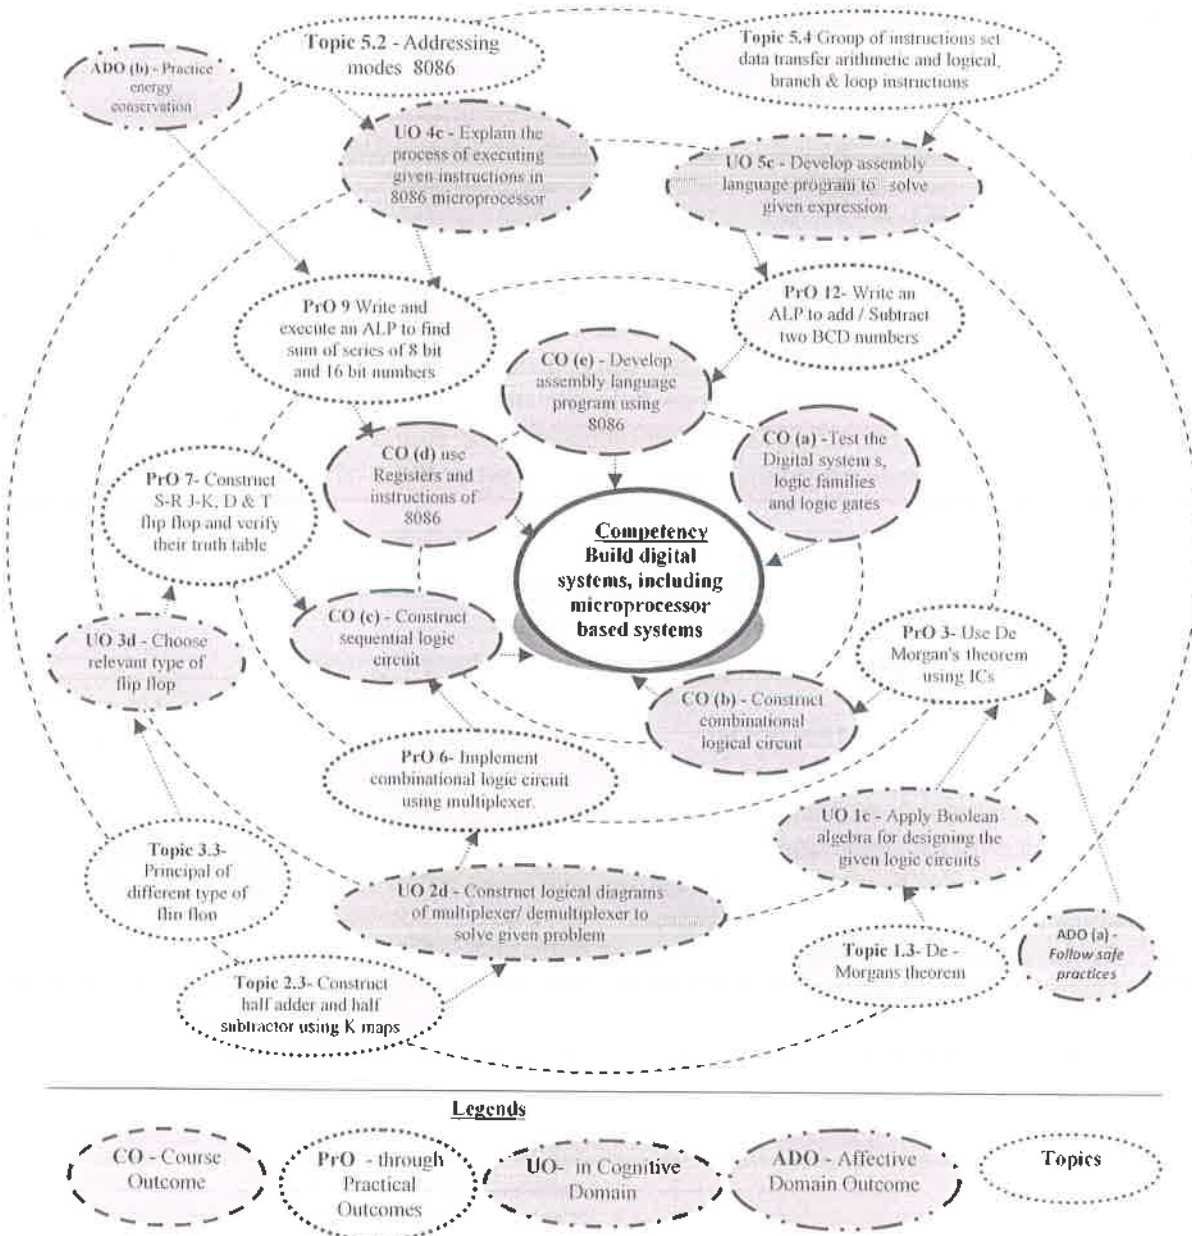 Topic 5.2 - Addressing
modes 8086
Topic 5.4 Group of instructions set
data transfer arithmetic and logical,
branch & loop instructions
ADO (b) - Practice
energy
conservation
UO 4c - Explain the
process of executing
given instructions in
8086 microprocessor
UO 5c - Develop assembly
language program to solve
given expression
PrO 9 Write and
execute an ALP to find
sum of series of 8 bit
and 16 bit numbers
PrO 12- Write an
ALP to add / Subtract
two BCD numbers
CO (e) - Develop
assembly language
program using
8086
CO (a) -Test the
Digital system s,
logic families
and logic gates
CO (d) use
Registers and
instructions of
8086
PrO 7- Construct
S-R J-K, D & T
flip flop and verify
their truth table
Competency
Build digital
systems, including
microprocessor
based systems
CO (c) - Construct
sequential logic
circuit
UO 3d - Choose
relevant type of
flip flop
PrO 3- Use De
Morgan's theorem
using ICs
CO (b) - Construct
combinational
logical circuit
PrO 6- Implement
combinational logic circuit
using multiplexer.
UO 1c - Apply Boolean
algebra for designing the
given logic circuits
Topic 3.3-
Principal of
different type of
flip flop
UO 2d - Construct logical diagrams
of multiplexer/ demultiplexer to
solve given problem
Topic 1.3- De -
Morgans theorem
ADO (a) -
Follow safe
practices
Topic 2.3- Construct
half adder and half
subtractor using K maps
Legends
CO - Course
Outcome
PrO - through
Practical
Outcomes
UO- in Cognitive
Domain
ADO - Affective
Domain Outcome
Topics